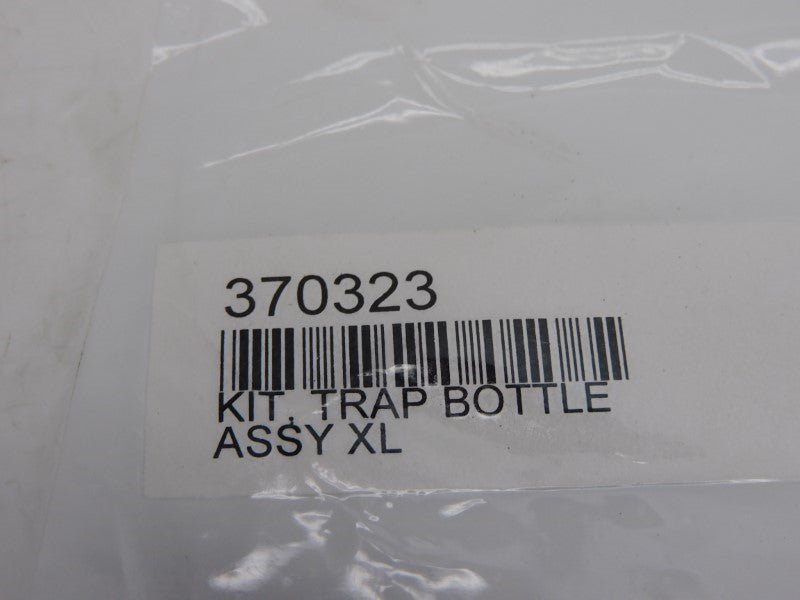 370323
KIT, TRAP BOTTLE
ASSY XL